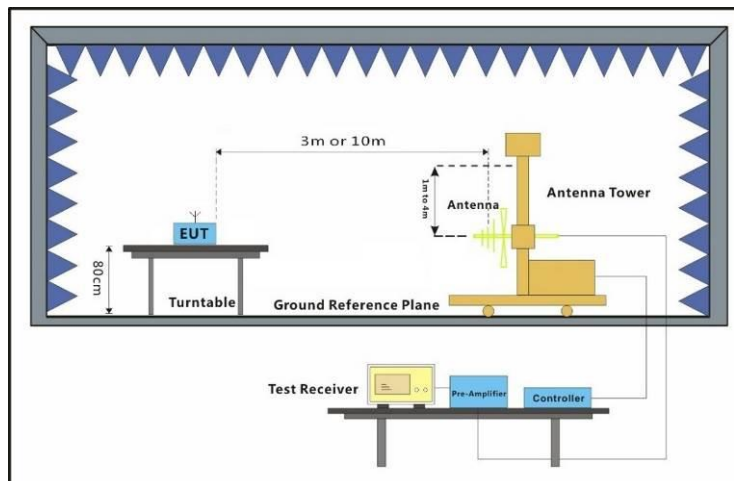 3m or 10m
1m to 4m
Antenna
Antenna Tower
EUT
80cm
Turntable
Ground Reference Plane
Test Receiver
Pre-Amplifier
Controller